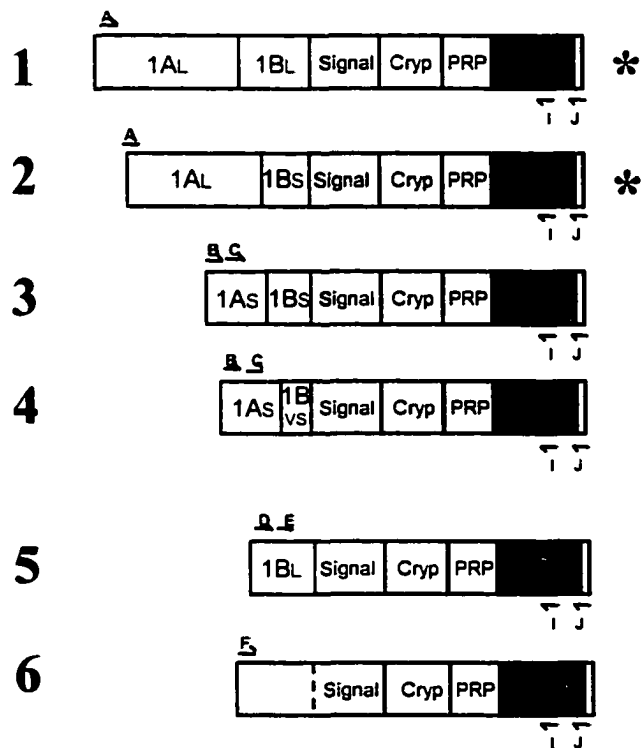 A
1 1AL 1BL Signal Cryp PRP *
I J
A
2 1AL 1BS Signal Cryp PRP *
I J
B C
3 1AS 1BS Signal Cryp PRP
I J
B C
4 1AS 1B VS Signal Cryp PRP
I J
D E
5 1BL Signal Cryp PRP
I J
F
6 Signal Cryp PRP
I J